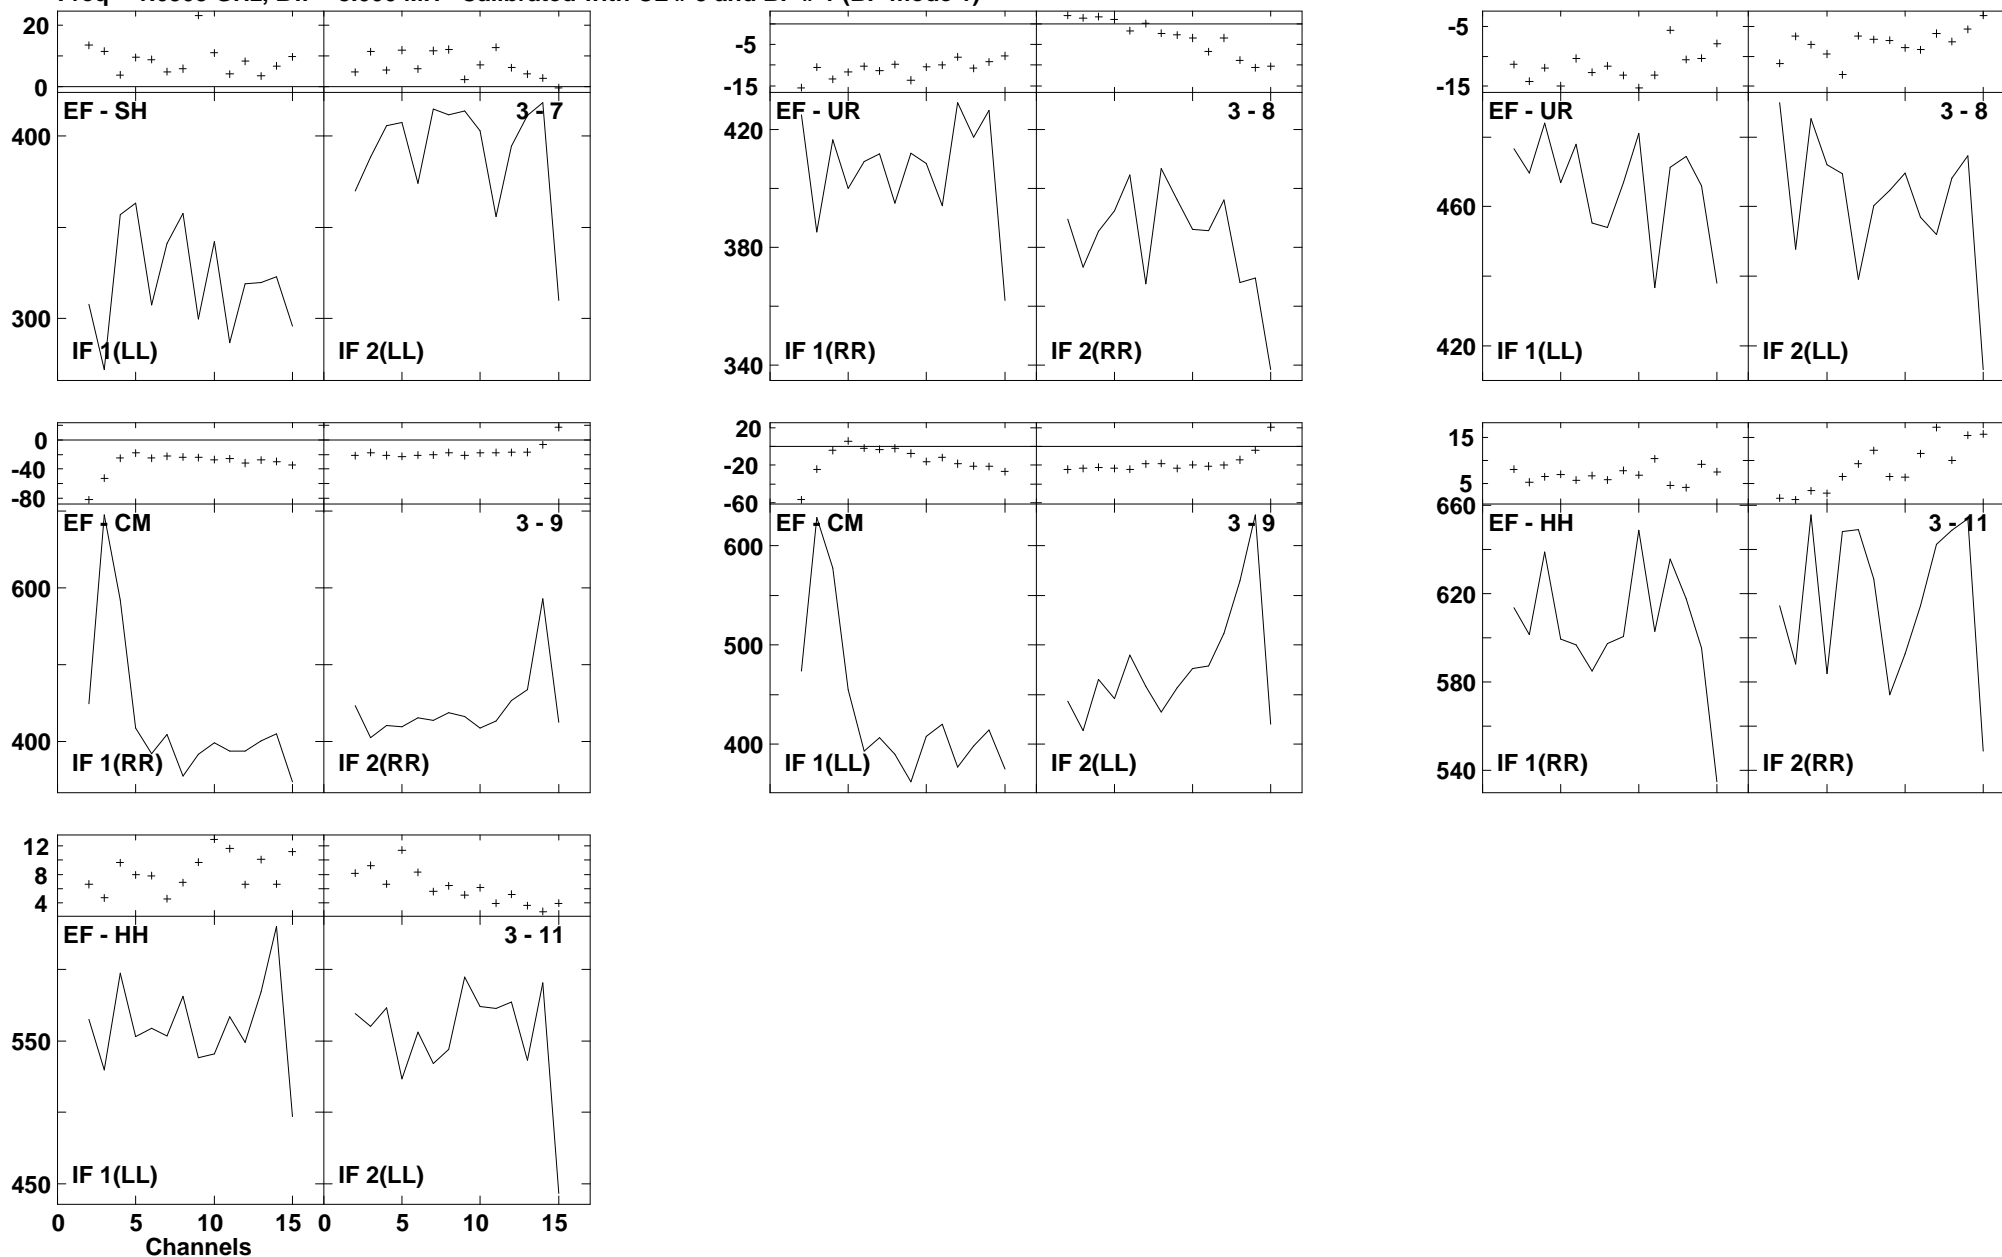 20
0
EF - SH 3 - 7
400
300
IF 1(LL) IF 2(LL)
-5
-15
EF - UR 3 - 8
420
380
340
IF 1(RR) IF 2(RR)
-5
-15
EF - UR 3 - 8
460
420
IF 1(LL) IF 2(LL)
0
-40
-80
EF - CM 3 - 9
600
400
IF 1(RR) IF 2(RR)
20
-20
-60
EF - CM 3 - 9
600
500
400
IF 1(LL) IF 2(LL)
15
5
660
EF - HH 3 - 11
620
580
540
IF 1(RR) IF 2(RR)
12
8
4
EF - HH 3 - 11
550
450
IF 1(LL) IF 2(LL)
0 5 10 15 0 5 10 15
Channels